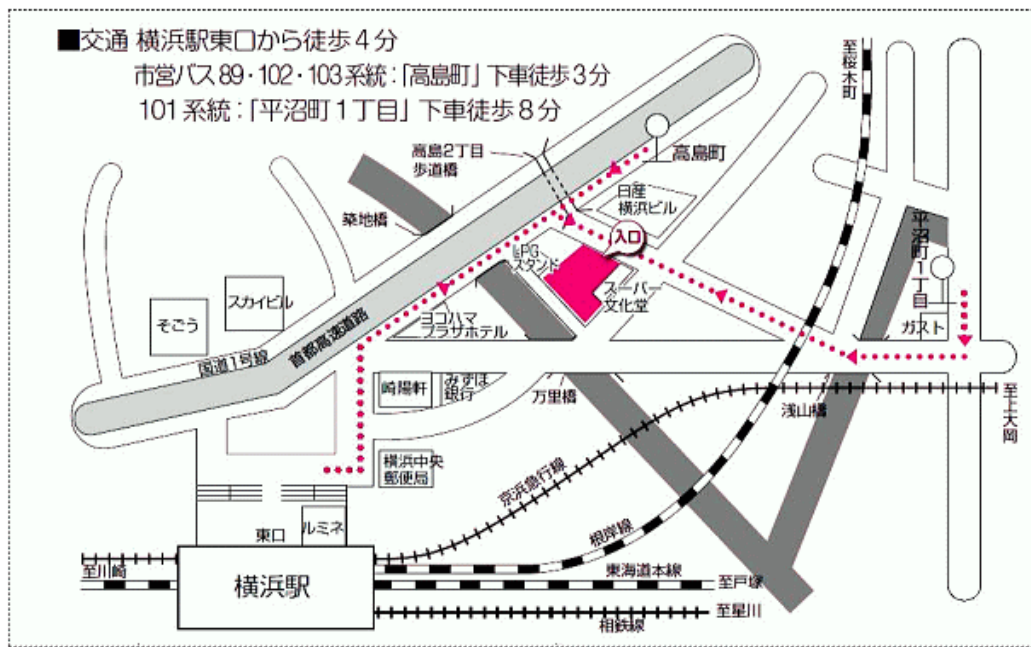 ■交通 横浜駅東口から徒歩4分
市営バス89・102・103系統：「高島町」下車徒歩3分
101系統：「平沼町1丁目」下車徒歩8分
至桜木町
高島2丁目
歩道橋
高島町
築地橋
日産
横浜ビル
平沼町1丁目
入口
LPG
スタンド
スーパー
文化堂
スカイビル
そごう
ヨコハマ
プラザホテル
ガスト
国道1号線
首都高速道路
崎陽軒
みずほ
銀行
万里橋
浅山橋
至上大岡
横浜中央
郵便局
京浜急行線
東口
ルミネ
根岸線
至川崎
横浜駅
東海道本線
至戸塚
相鉄線
至星川